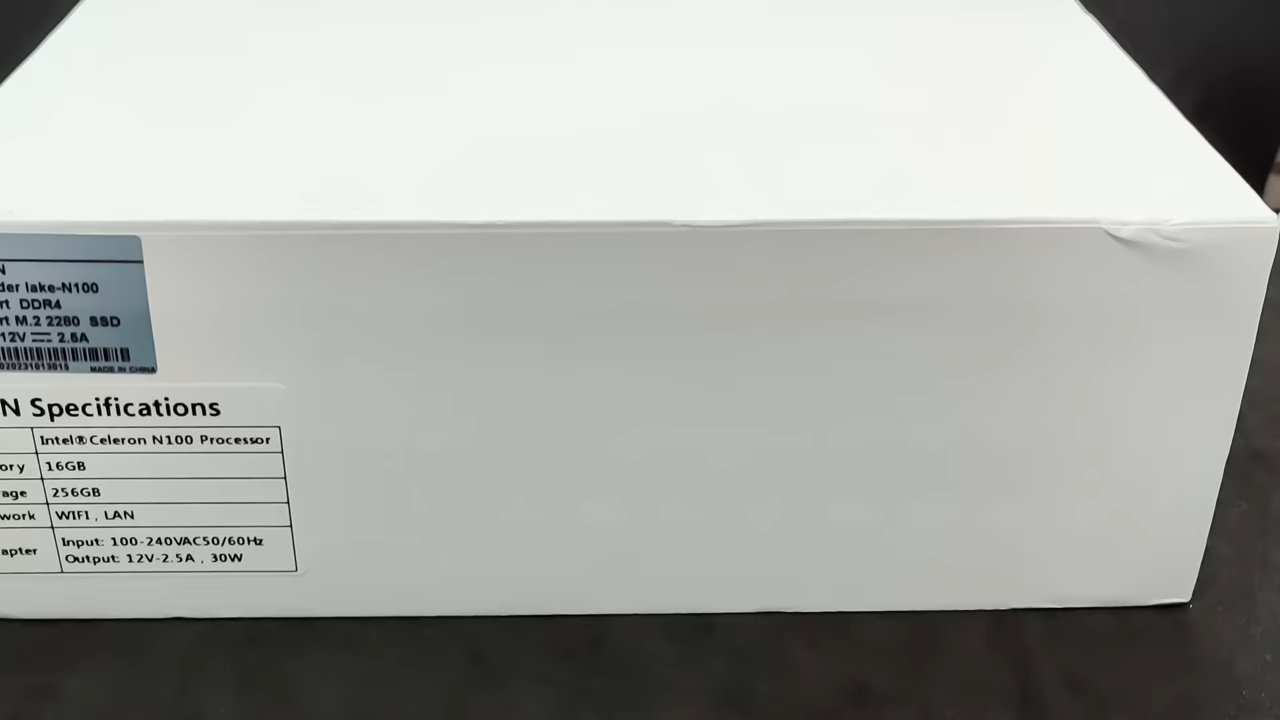 N
der lake-N100
rt DDR4
rt M.2 2280 SSD
12V 2.5A
020231013015 MADE IN CHINA
N Specifications
Intel®Celeron N100 Processor
ory 16GB
age 256GB
work WIFI , LAN
apter Input: 100-240VAC50/60Hz
Output: 12V-2.5A , 30W